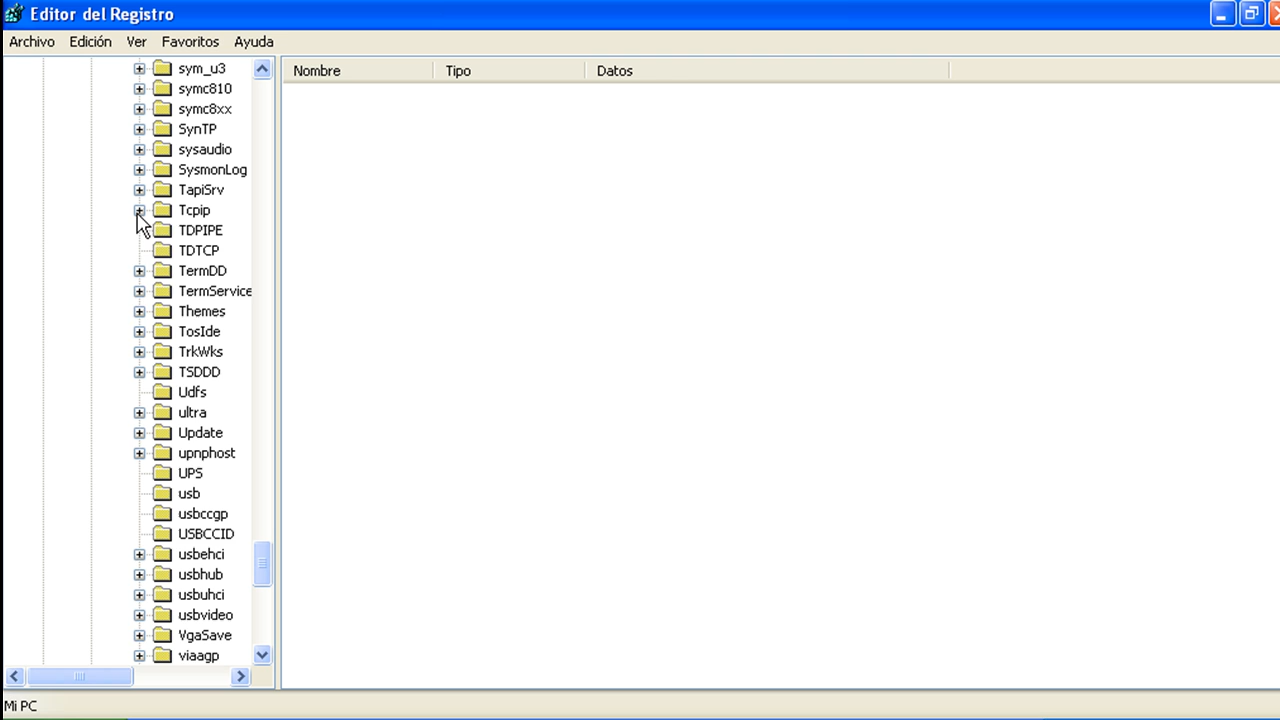 Editor del Registro
Archivo Edición Ver Favoritos Ayuda
Nombre Tipo Datos
sym_u3
symc810
symc8xx
SynTP
sysaudio
SysmonLog
TapiSrv
Tcpip
TDPIPE
TDTCP
TermDD
TermService
Themes
TosIde
TrkWks
TSDDD
Udfs
ultra
Update
upnphost
UPS
usb
usbccgp
USBCCID
usbehci
usbhub
usbuhci
usbvideo
VgaSave
viaagp
Mi PC